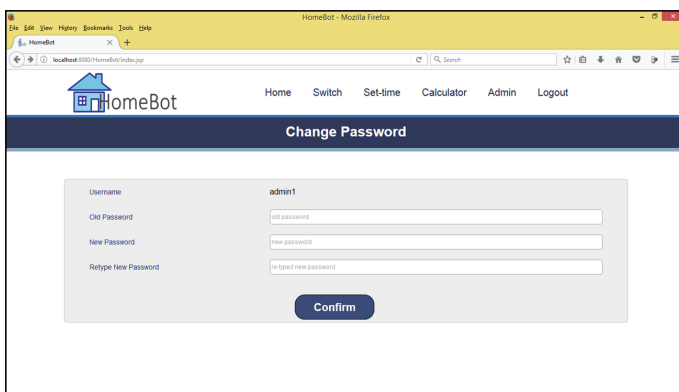 HomeBot - Mozilla Firefox
File Edit View History Bookmarks Tools Help
HomeBot
localhost:8080/HomeBot/index.jsp
Search
HomeBot
Home Switch Set-time Calculator Admin Logout
Change Password
Username admin1
Old Password old password
New Password new password
Retype New Password re-typed new password
Confirm